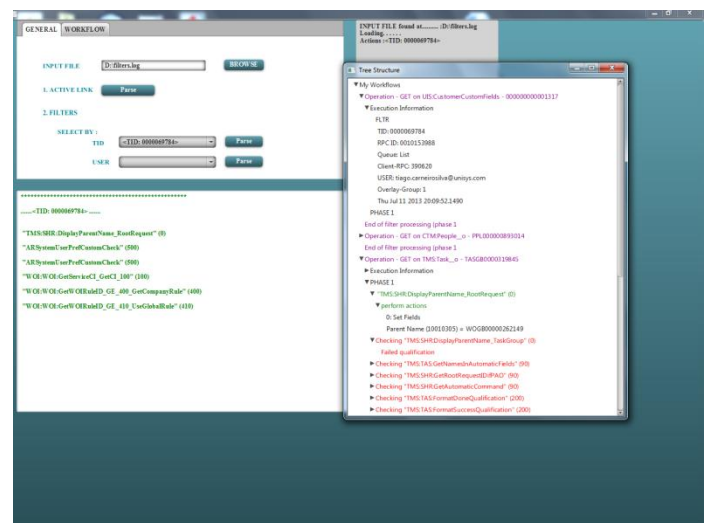 GENERAL WORKFLOW
INPUT FILE D:\filters.log BROWSE
1. ACTIVE LINK Parse
2. FILTERS
SELECT BY :
TID <TID: 0000069784> Parse
USER Parse
INPUT FILE found at......... :D:\filters.log
Loading. . . . . .
Actions :<TID: 0000069784>
**************************************************
......<TID: 0000069784> ......
"TMS:SHR:DisplayParentName_RootRequest" (0)
"ARSystemUserPrefCustomCheck" (500)
"ARSystemUserPrefCustomCheck" (500)
"WOI:WOI:GetServiceCI_GetCI_100" (100)
"WOI:WOI:GetWOIRuleID_GE_400_GetCompanyRule" (400)
"WOI:WOI:GetWOIRuleID_GE_410_UseGlobalRule" (410)
Tree Structure
My Workflows
Operation - GET on UIS:CustomerCustomFields - 000000000001317
Execution Information
FLTR
TID: 0000069784
RPC ID: 0010153988
Queue: List
Client-RPC: 390620
USER: tiago.carneirosilva@unisys.com
Overlay-Group: 1
Thu Jul 11 2013 20:09:52.1490
PHASE 1
End of filter processing (phase 1
Operation - GET on CTM:People__o - PPL000000893014
End of filter processing (phase 1
Operation - GET on TMS:Task__o - TASGB0000319845
Execution Information
PHASE 1
"TMS:SHR:DisplayParentName_RootRequest" (0)
perform actions
0: Set Fields
Parent Name (10010305) = WOGB00000262149
Checking "TMS:SHR:DisplayParentName_TaskGroup" (0)
Failed qualification
Checking "TMS:TAS:GetNamesInAutomaticFields" (90)
Checking "TMS:SHR:GetRootRequestIDIfPAO" (90)
Checking "TMS:SHR:GetAutomaticCommand" (90)
Checking "TMS:TAS:FormatDoneQualification" (200)
Checking "TMS:TAS:FormatSuccessQualification" (200)